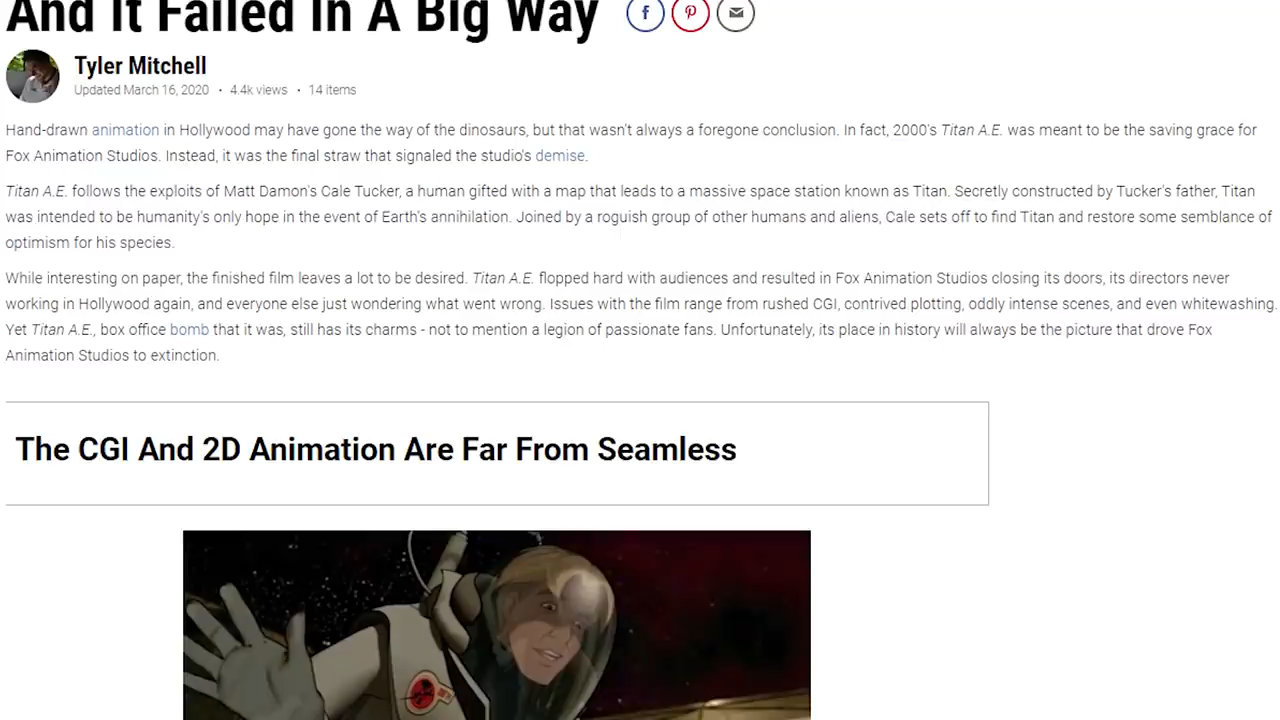 And It Failed In A Big Way
Tyler Mitchell
Updated March 16, 2020 • 4.4k views • 14 items
Hand-drawn animation in Hollywood may have gone the way of the dinosaurs, but that wasn't always a foregone conclusion. In fact, 2000's Titan A.E. was meant to be the saving grace for
Fox Animation Studios. Instead, it was the final straw that signaled the studio's demise.
Titan A.E. follows the exploits of Matt Damon's Cale Tucker, a human gifted with a map that leads to a massive space station known as Titan. Secretly constructed by Tucker's father, Titan
was intended to be humanity's only hope in the event of Earth's annihilation. Joined by a roguish group of other humans and aliens, Cale sets off to find Titan and restore some semblance of
optimism for his species.
While interesting on paper, the finished film leaves a lot to be desired. Titan A.E. flopped hard with audiences and resulted in Fox Animation Studios closing its doors, its directors never
working in Hollywood again, and everyone else just wondering what went wrong. Issues with the film range from rushed CGI, contrived plotting, oddly intense scenes, and even whitewashing.
Yet Titan A.E., box office bomb that it was, still has its charms - not to mention a legion of passionate fans. Unfortunately, its place in history will always be the picture that drove Fox
Animation Studios to extinction.
The CGI And 2D Animation Are Far From Seamless